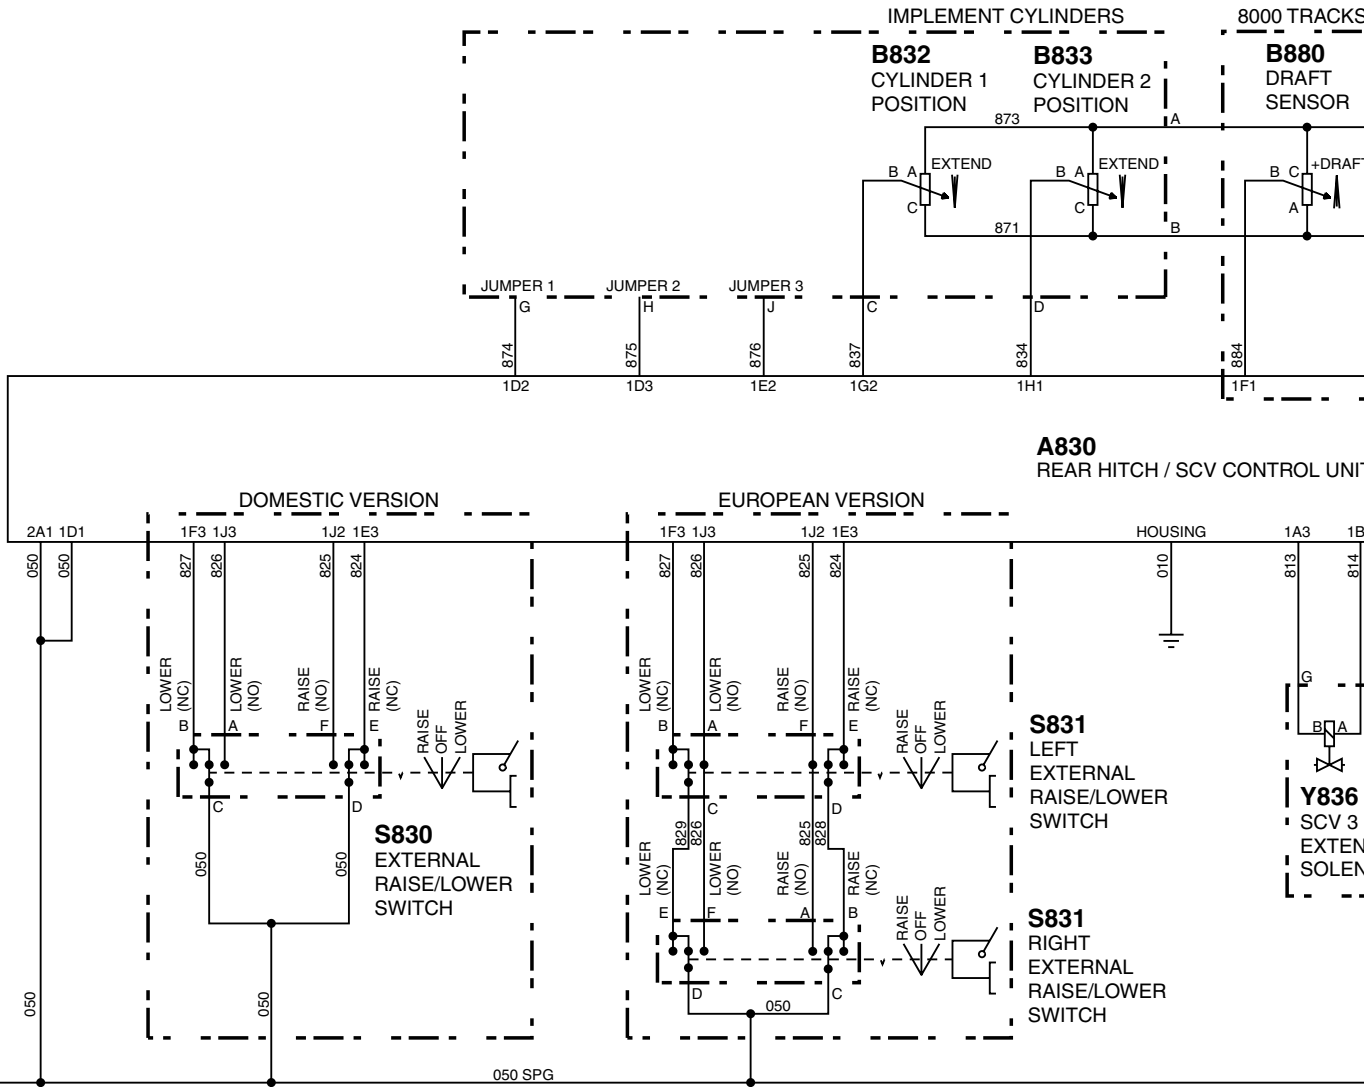 IMPLEMENT CYLINDERS
8000 TRACKS
B832
CYLINDER 1
POSITION
B833
CYLINDER 2
POSITION
B880
DRAFT
SENSOR
873
A
B A
EXTEND
C
B A
EXTEND
C
B C
+DRAFT
A
871
B
JUMPER 1
JUMPER 2
JUMPER 3
G
H
J
C
D
874
875
876
837
834
884
1D2
1D3
1E2
1G2
1H1
1F1
A830
REAR HITCH / SCV CONTROL UNIT
DOMESTIC VERSION
EUROPEAN VERSION
2A1 1D1
1F3 1J3
1J2 1E3
1F3 1J3
1J2 1E3
HOUSING
1A3
1B
050
050
827
826
825
824
827
826
825
824
010
813
814
LOWER
(NC)
LOWER
(NO)
RAISE
(NO)
RAISE
(NC)
B
A
F
E
RAISE
OFF
LOWER
C
D
S830
EXTERNAL
RAISE/LOWER
SWITCH
050
050
LOWER
(NC)
LOWER
(NO)
RAISE
(NO)
RAISE
(NC)
B
A
F
E
RAISE
OFF
LOWER
S831
LEFT
EXTERNAL
RAISE/LOWER
SWITCH
C
D
829
826
825
828
G
B A
Y836
SCV 3
EXTEN
SOLEN
LOWER
(NC)
LOWER
(NO)
RAISE
(NO)
RAISE
(NC)
E
F
A
B
RAISE
OFF
LOWER
S831
RIGHT
EXTERNAL
RAISE/LOWER
SWITCH
D
C
050
050
050
050 SPG